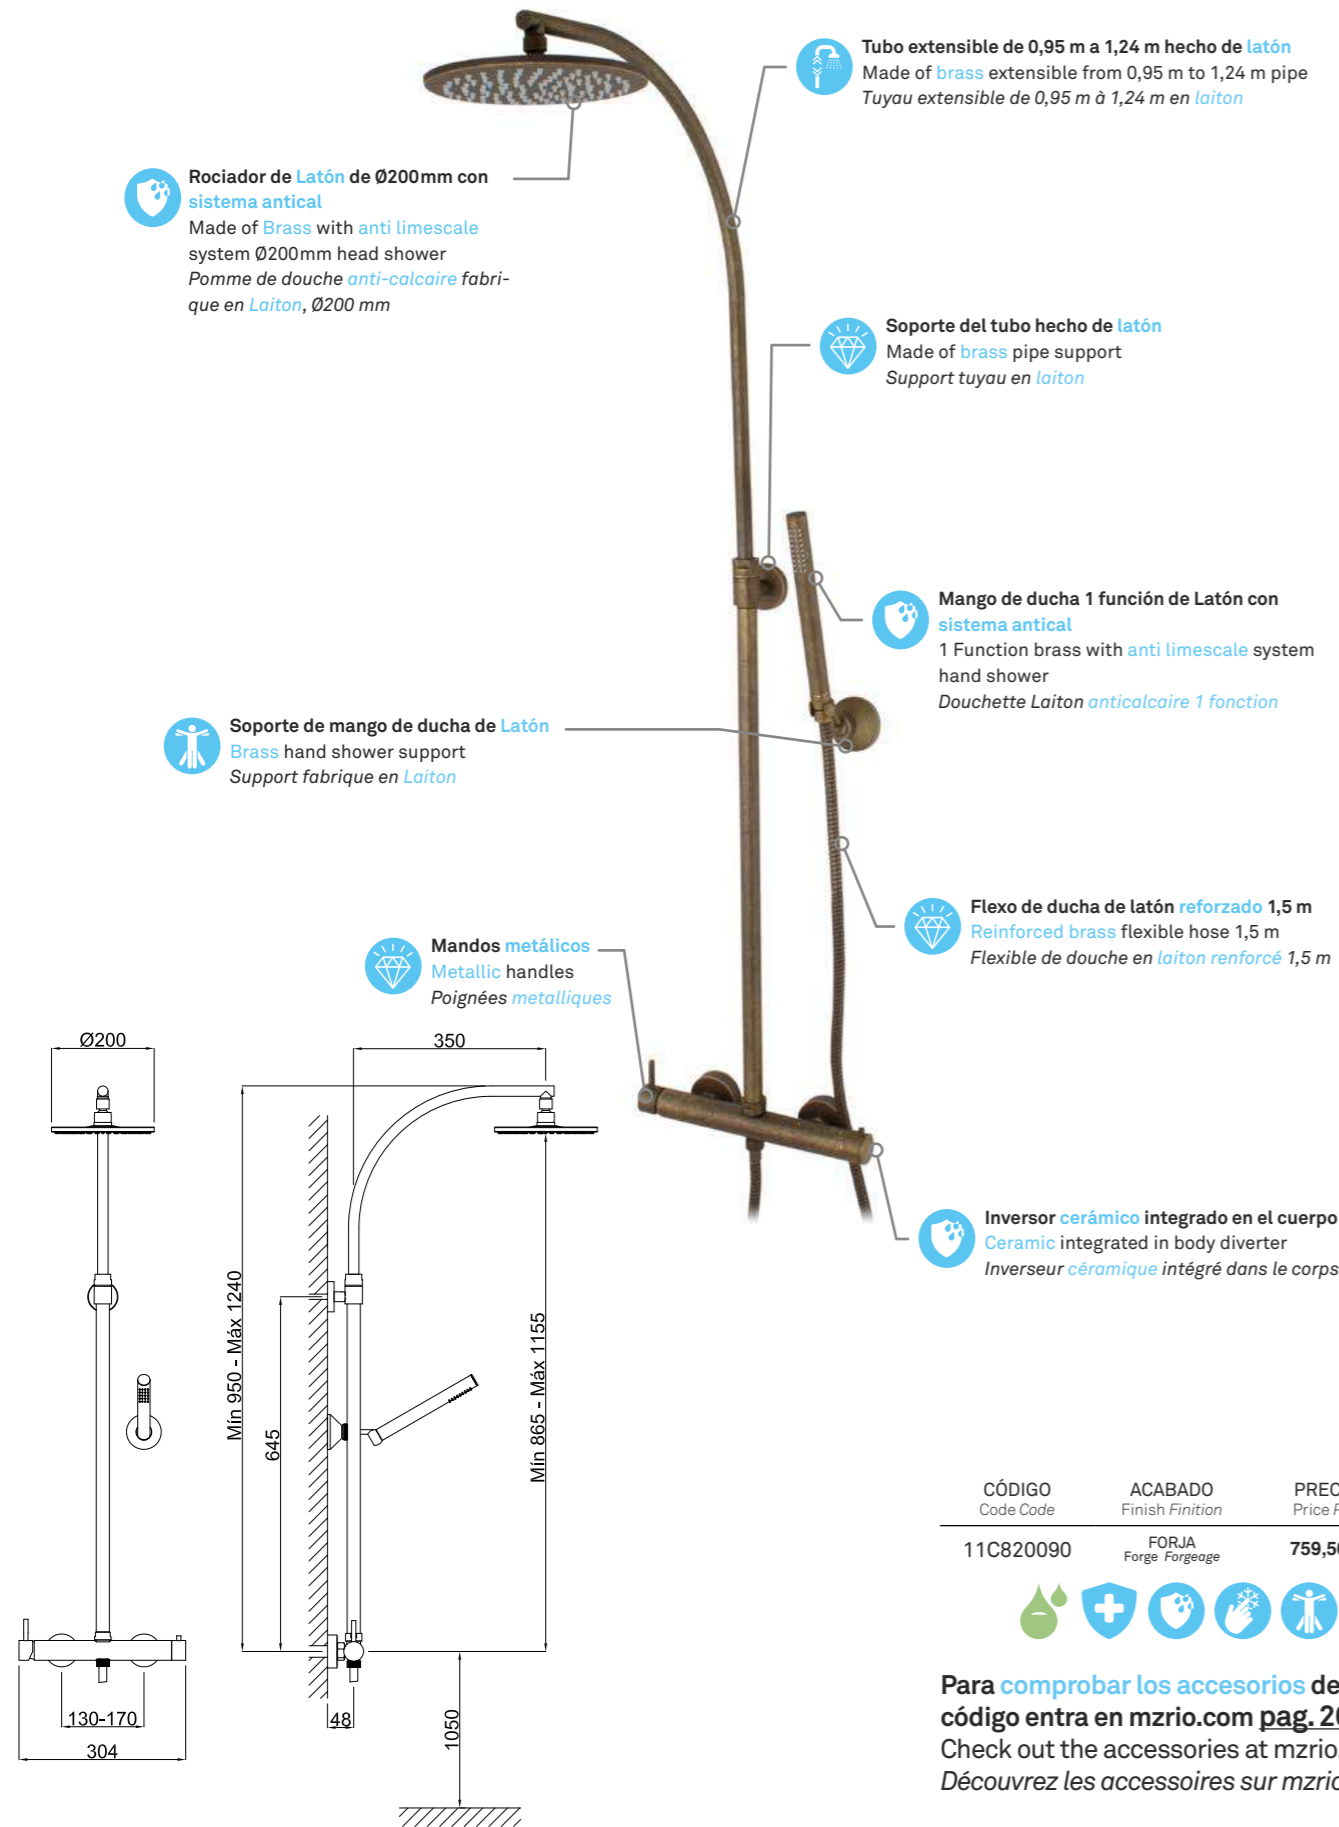 Tubo extensible de 0,95 m a 1,24 m hecho de latón
Made of brass extensible from 0,95 m to 1,24 m pipe
Tuyau extensible de 0,95 m à 1,24 m en laiton
Rociador de Latón de Ø200mm con
sistema antical
Made of Brass with anti limescale
system Ø200mm head shower
Pomme de douche anti-calcaire fabri-
que en Laiton, Ø200 mm
Soporte del tubo hecho de latón
Made of brass pipe support
Support tuyau en laiton
Mango de ducha 1 función de Latón con
sistema antical
1 Function brass with anti limescale system
hand shower
Douchette Laiton anticalcaire 1 fonction
Soporte de mango de ducha de Latón
Brass hand shower support
Support fabrique en Laiton
Flexo de ducha de latón reforzado 1,5 m
Reinforced brass flexible hose 1,5 m
Flexible de douche en laiton renforcé 1,5 m
Mandos metálicos
Metallic handles
Poignées metalliques
Inversor cerámico integrado en el cuerpo
Ceramic integrated in body diverter
Inverseur céramique intégré dans le corps
Ø200
350
Mín 950 - Máx 1240
645
Mín 865 - Máx 1155
130-170
304
48
1050
CÓDIGO ACABADO
Code Code Finish Finition Price
11C820090 FORJA
Forge Forgeage
Para comprobar los accesorios de
código entra en mzrio.com pag.
Check out the accessories at
Découvrez les accessoires sur